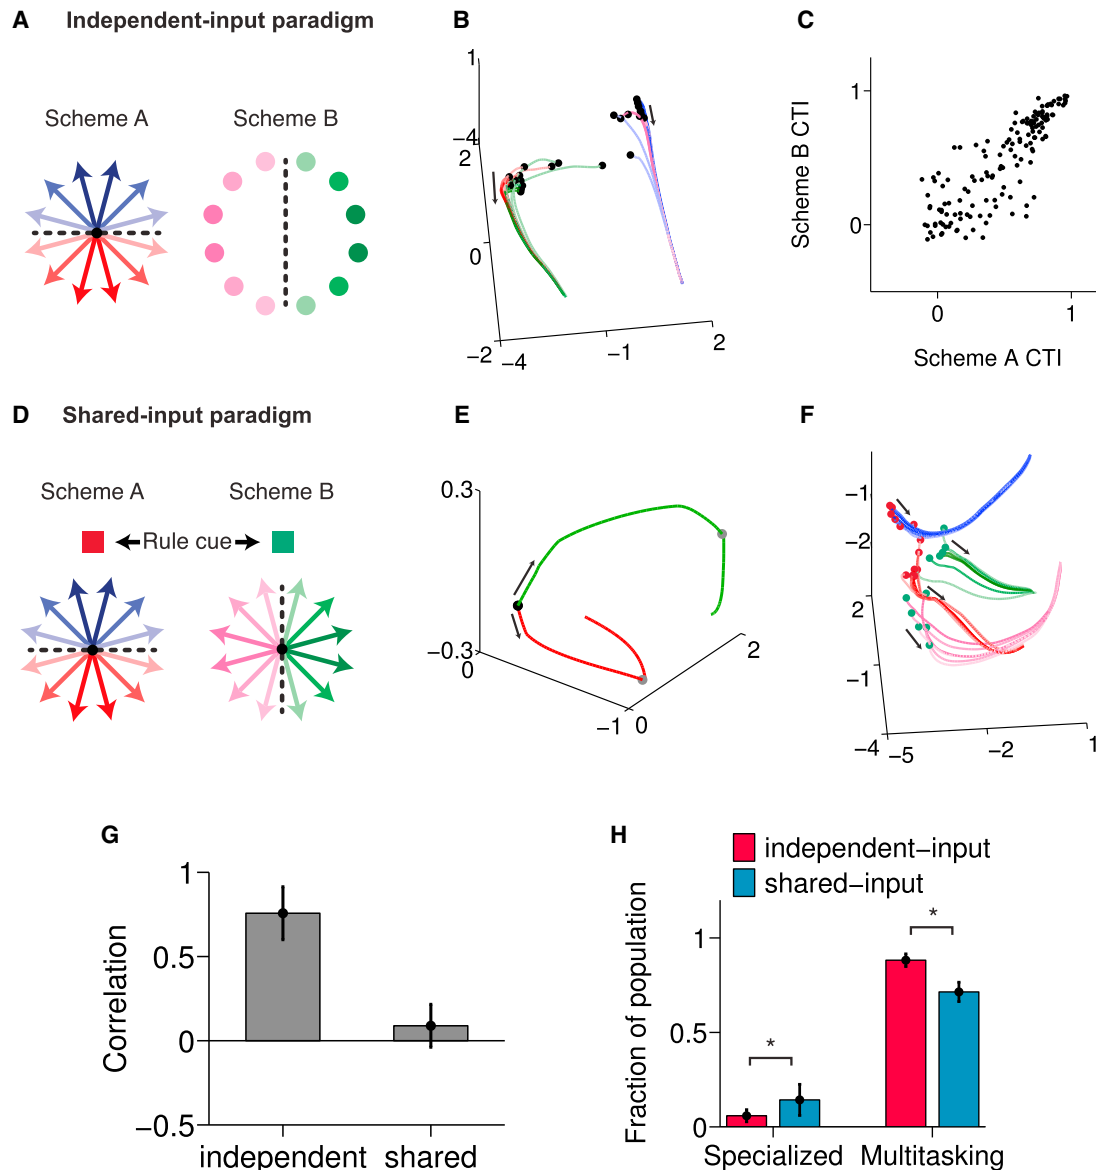 A Independent-input paradigm
Scheme A
Scheme B
B
1
−4
2
0
−2
−4
−1
2
C
Scheme B CTI
1
0
0
1
Scheme A CTI
D Shared-input paradigm
Scheme A
Scheme B
Rule cue
E
0.3
−0.3
0
−1
0
2
F
−1
−2
2
−1
−4
−5
−2
1
G
Correlation
1
0.5
0
−0.5
independent
shared
H
independent−input
shared−input
Fraction of population
1
0.5
0
*
*
Specialized
Multitasking